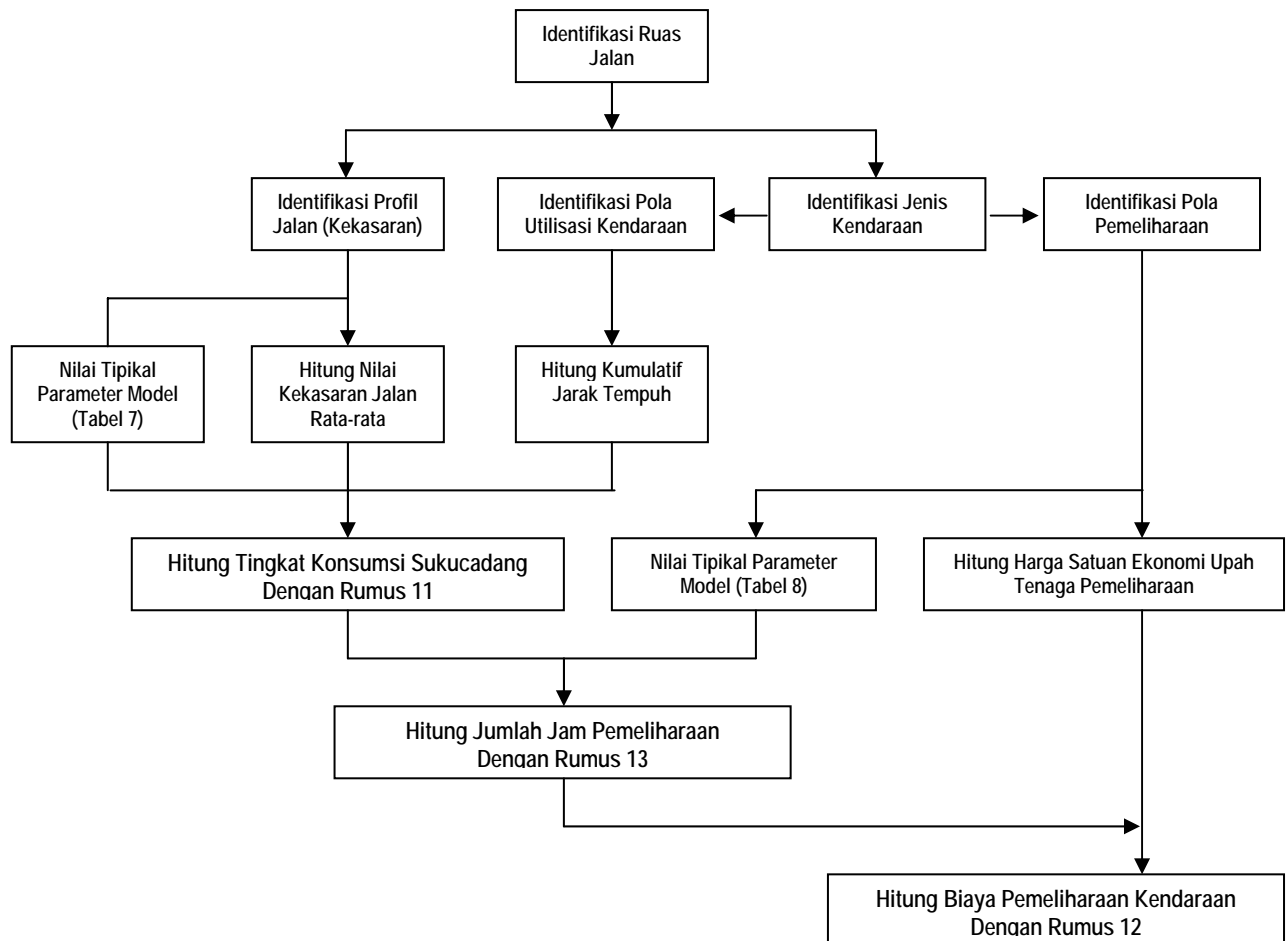 Identifikasi Ruas
Jalan
Identifikasi Profil
Jalan (Kekasaran)
Identifikasi Pola
Utilisasi Kendaraan
Identifikasi Jenis
Kendaraan
Identifikasi Pola
Pemeliharaan
Nilai Tipikal
Parameter Model
(Tabel 7)
Hitung Nilai
Kekasaran Jalan
Rata-rata
Hitung Kumulatif
Jarak Tempuh
Hitung Tingkat Konsumsi Sukucadang
Dengan Rumus 11
Nilai Tipikal Parameter
Model (Tabel 8)
Hitung Harga Satuan Ekonomi Upah
Tenaga Pemeliharaan
Hitung Jumlah Jam Pemeliharaan
Dengan Rumus 13
Hitung Biaya Pemeliharaan Kendaraan
Dengan Rumus 12